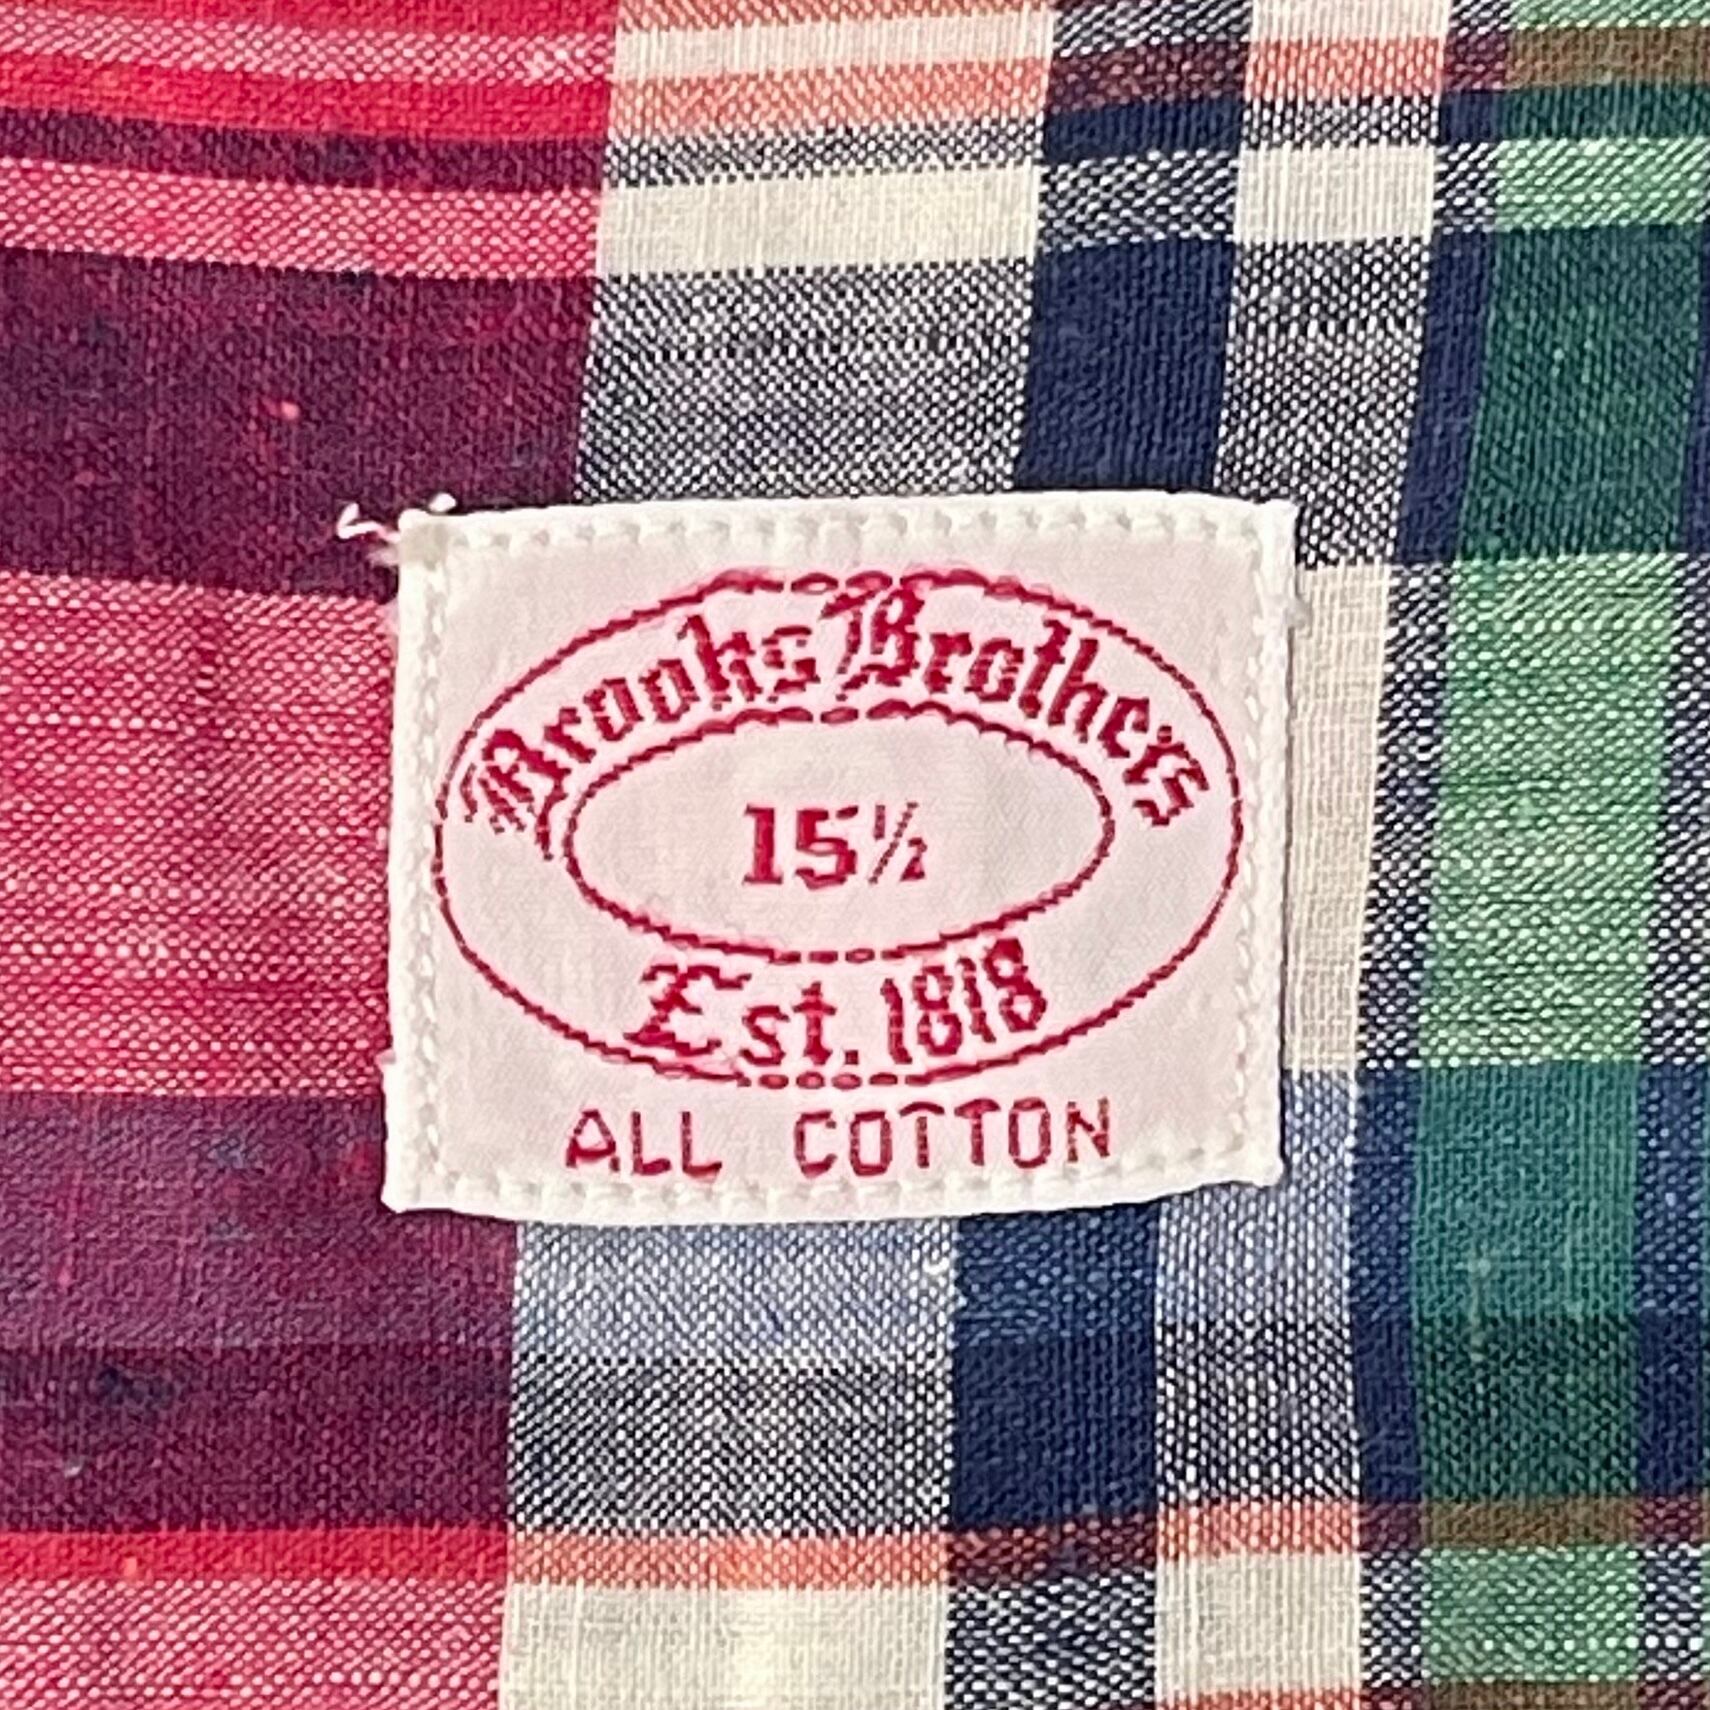 Brooks Brothers
15½
Est. 1818
ALL COTTON